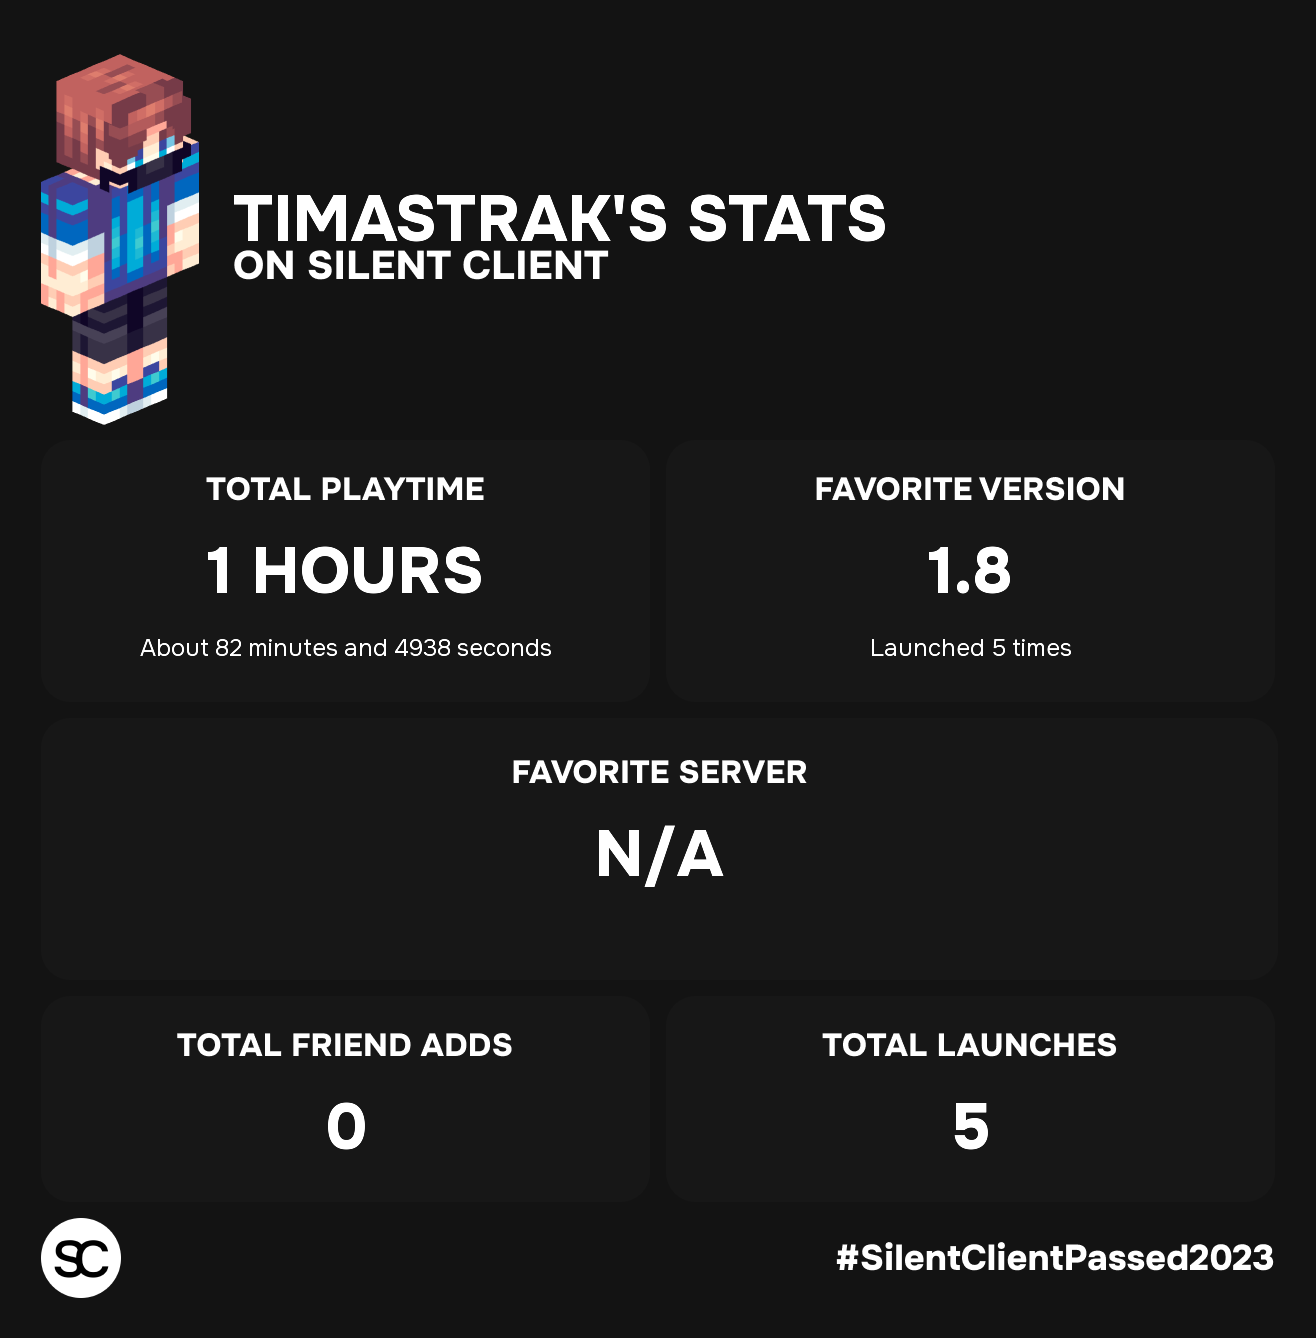 TIMASTRAK'S STATS
ON SILENT CLIENT
TOTAL PLAYTIME
1 HOURS
About 82 minutes and 4938 seconds
FAVORITE VERSION
1.8
Launched 5 times
FAVORITE SERVER
N/A
TOTAL FRIEND ADDS
0
TOTAL LAUNCHES
5
SC
#SilentClientPassed2023